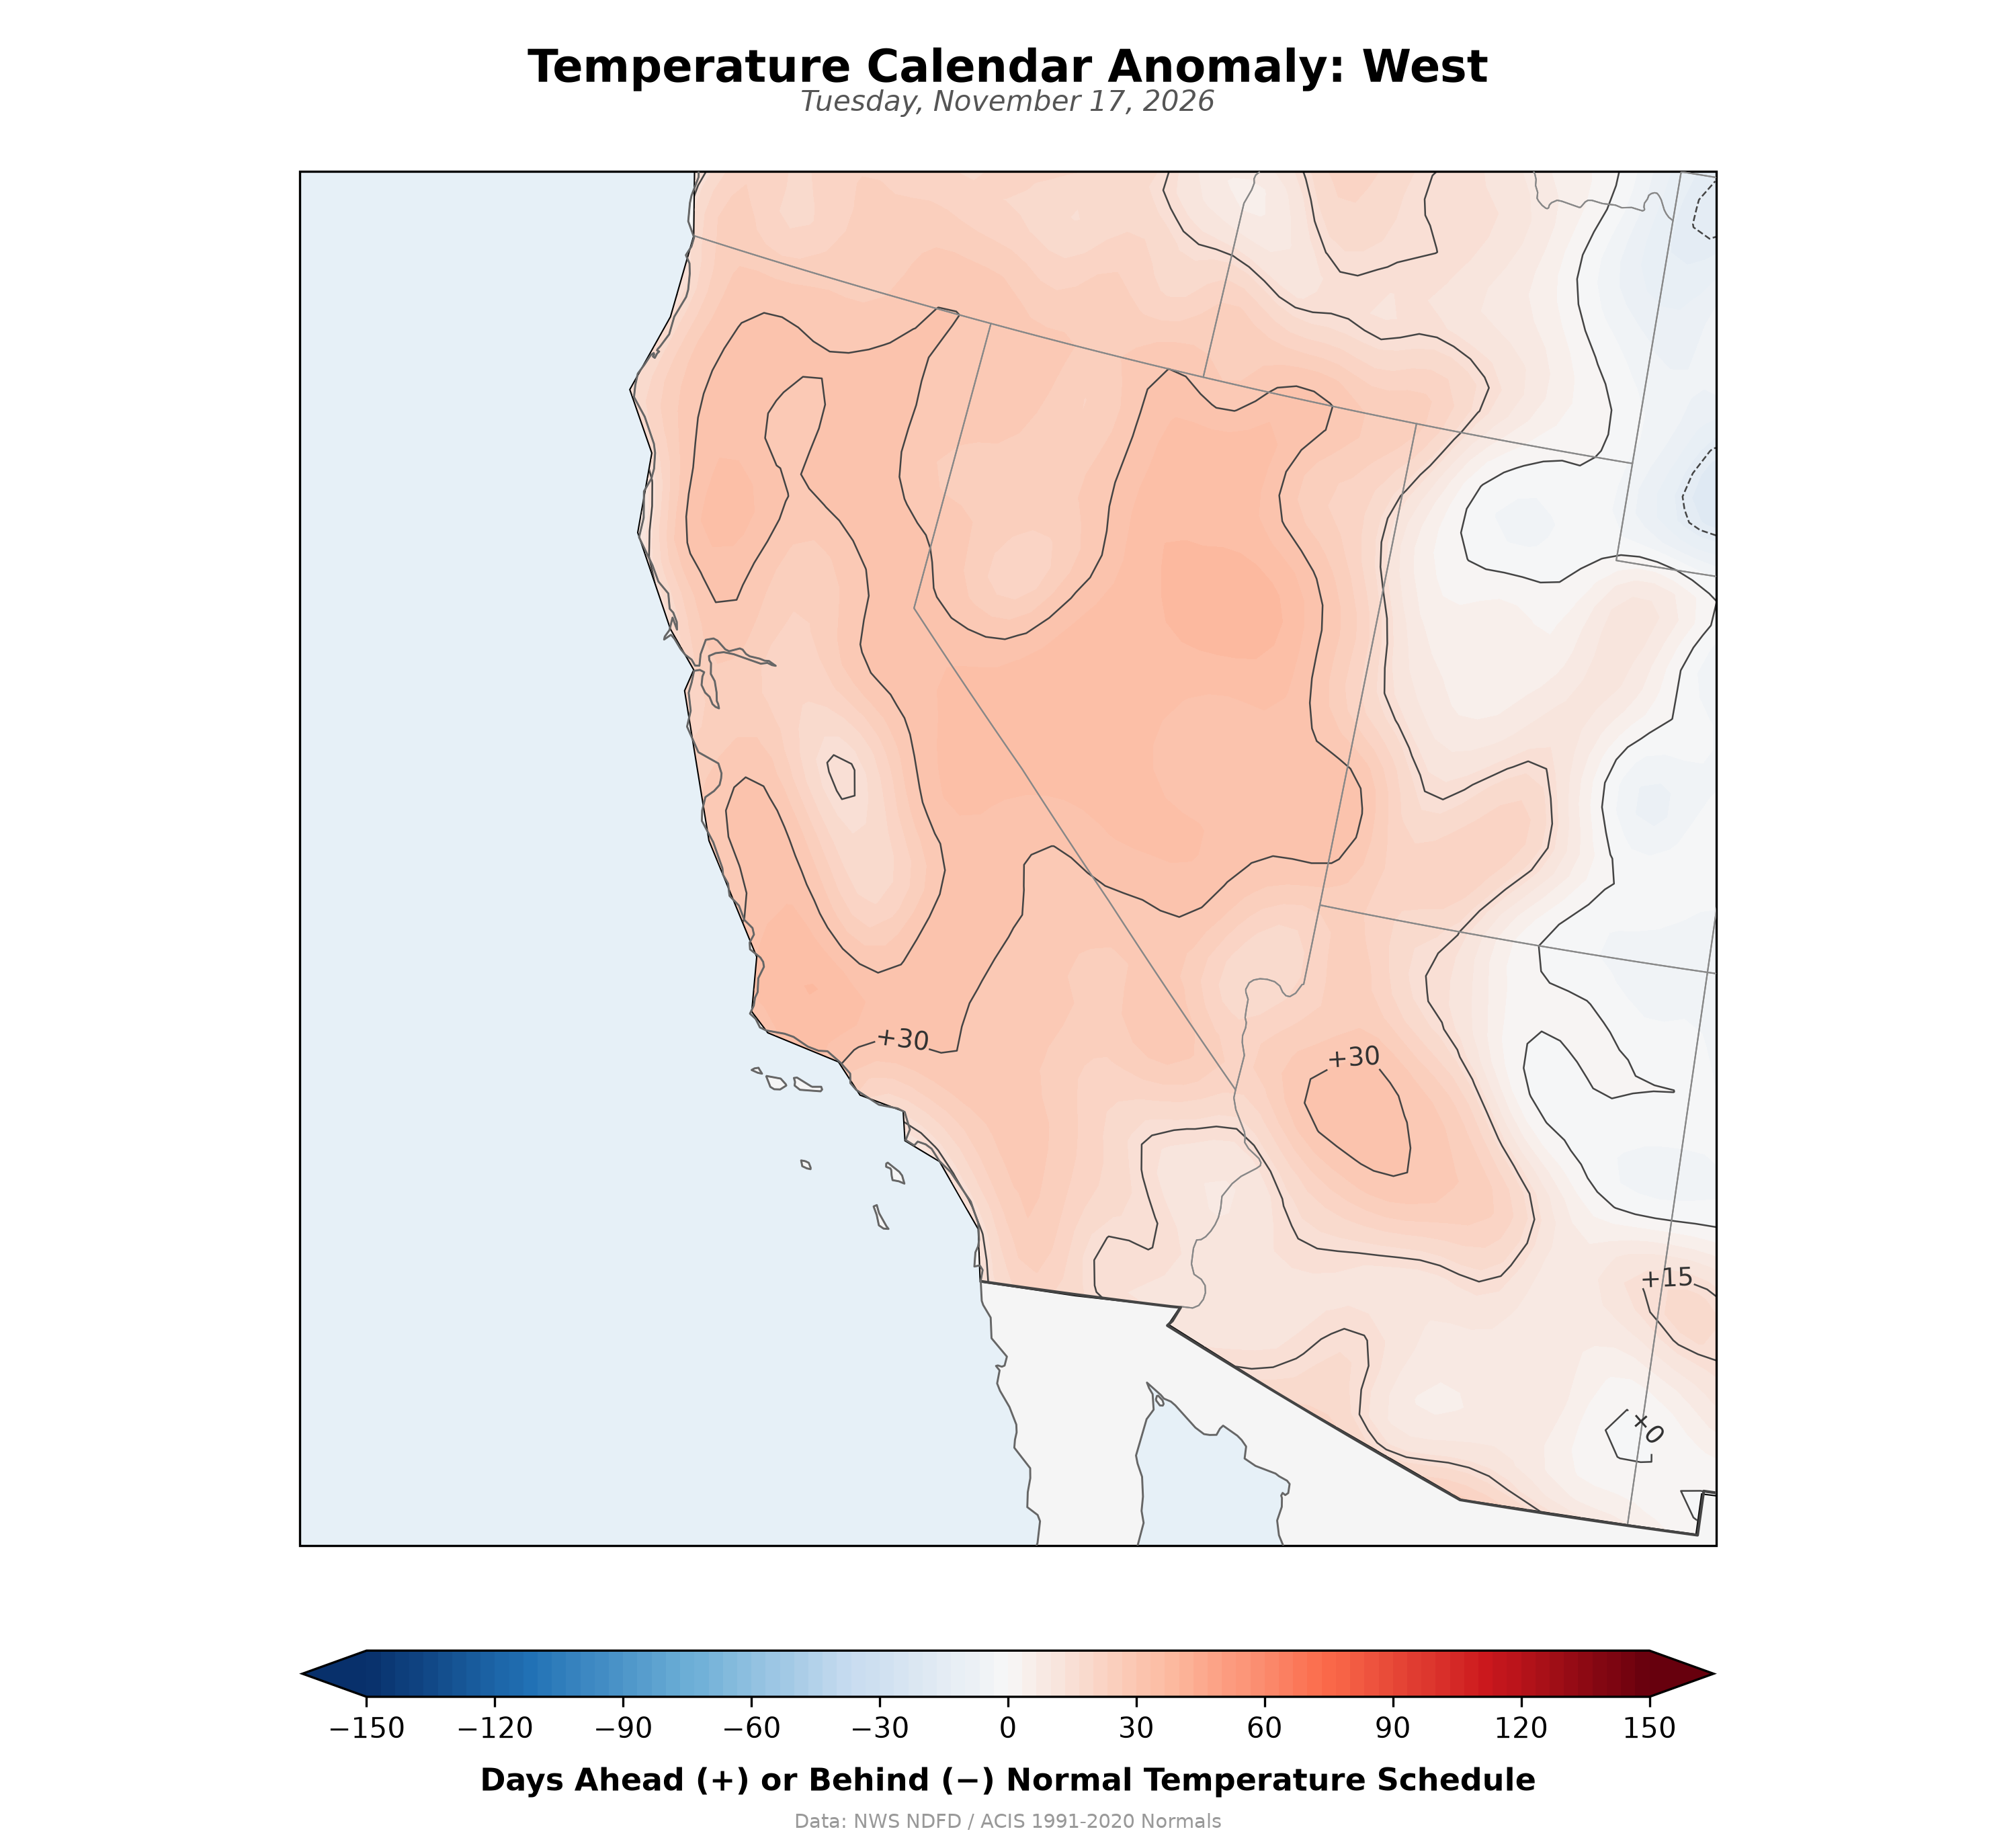 Temperature Calendar Anomaly: West
Tuesday, November 17, 2026
+30
+30
+15
+0
−150 −120 −90 −60 −30 0 30 60 90 120 150
Days Ahead (+) or Behind (−) Normal Temperature Schedule
Data: NWS NDFD / ACIS 1991-2020 Normals